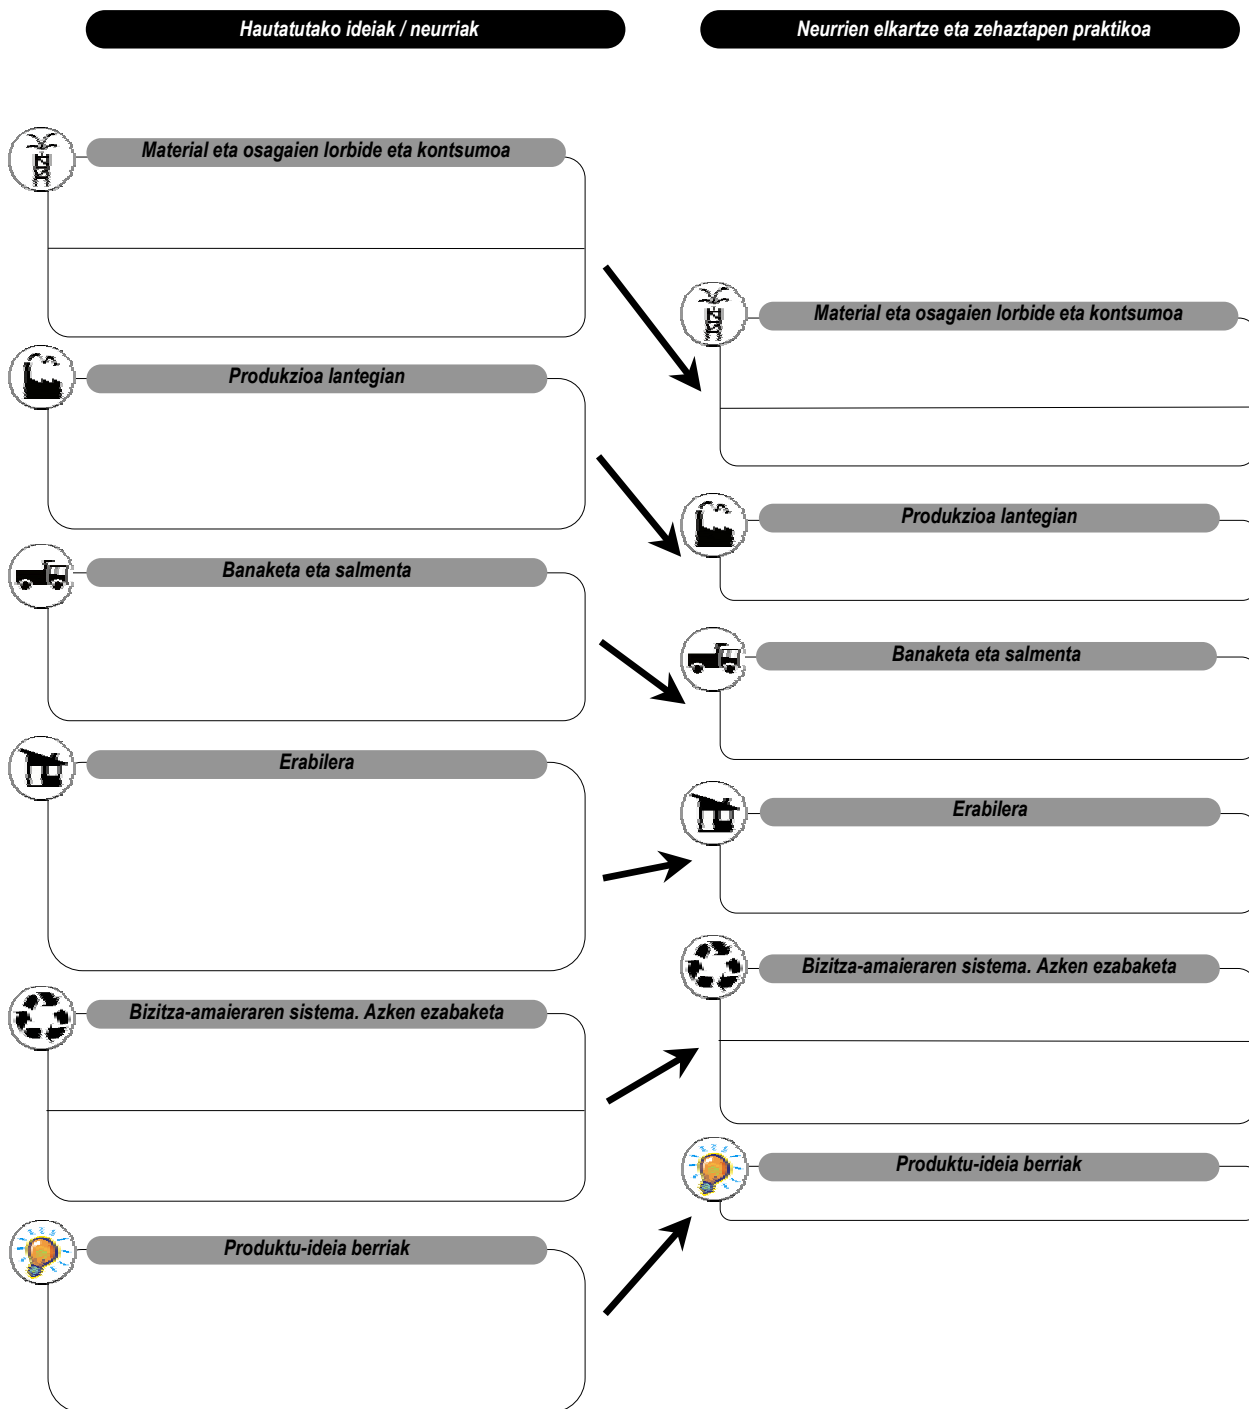 Hautatutako ideiak / neurriak
Neurrien elkartze eta zehaztapen praktikoa
Material eta osagaien lorbide eta kontsumoa
Produkzioa lantegian
Banaketa eta salmenta
Erabilera
Bizitza-amaieraren sistema. Azken ezabaketa
Produktu-ideia berriak
Material eta osagaien lorbide eta kontsumoa
Produkzioa lantegian
Banaketa eta salmenta
Erabilera
Bizitza-amaieraren sistema. Azken ezabaketa
Produktu-ideia berriak